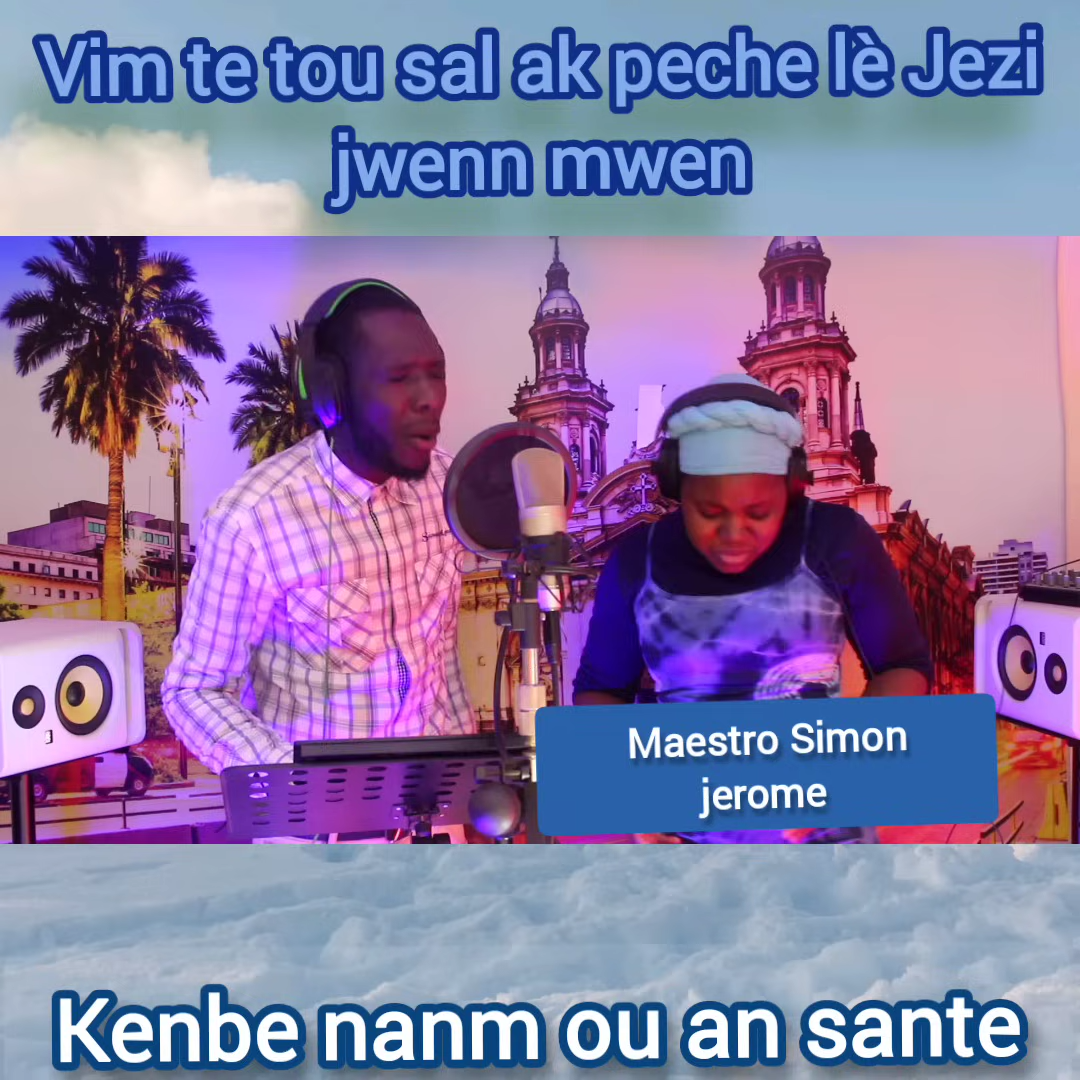 Vim te tou sal ak peche lè Jezi
jwenn mwen
Maestro Simon
jerome
Kenbe nanm ou an sante